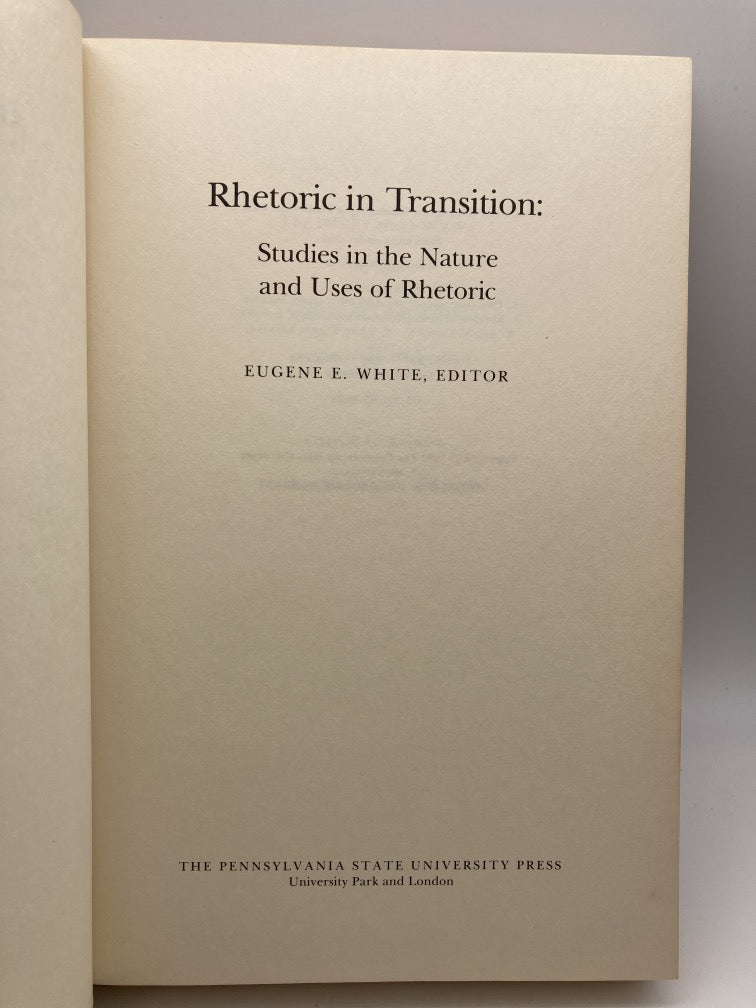 Rhetoric in Transition:
Studies in the Nature
and Uses of Rhetoric
EUGENE E. WHITE, EDITOR
THE PENNSYLVANIA STATE UNIVERSITY PRESS
University Park and London